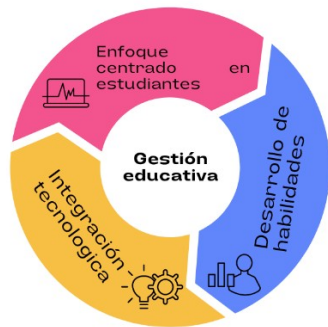 Enfoque
centrado en
estudiantes
Gestión
educativa
Desarrollo de
habilidades
Integración
tecnologica